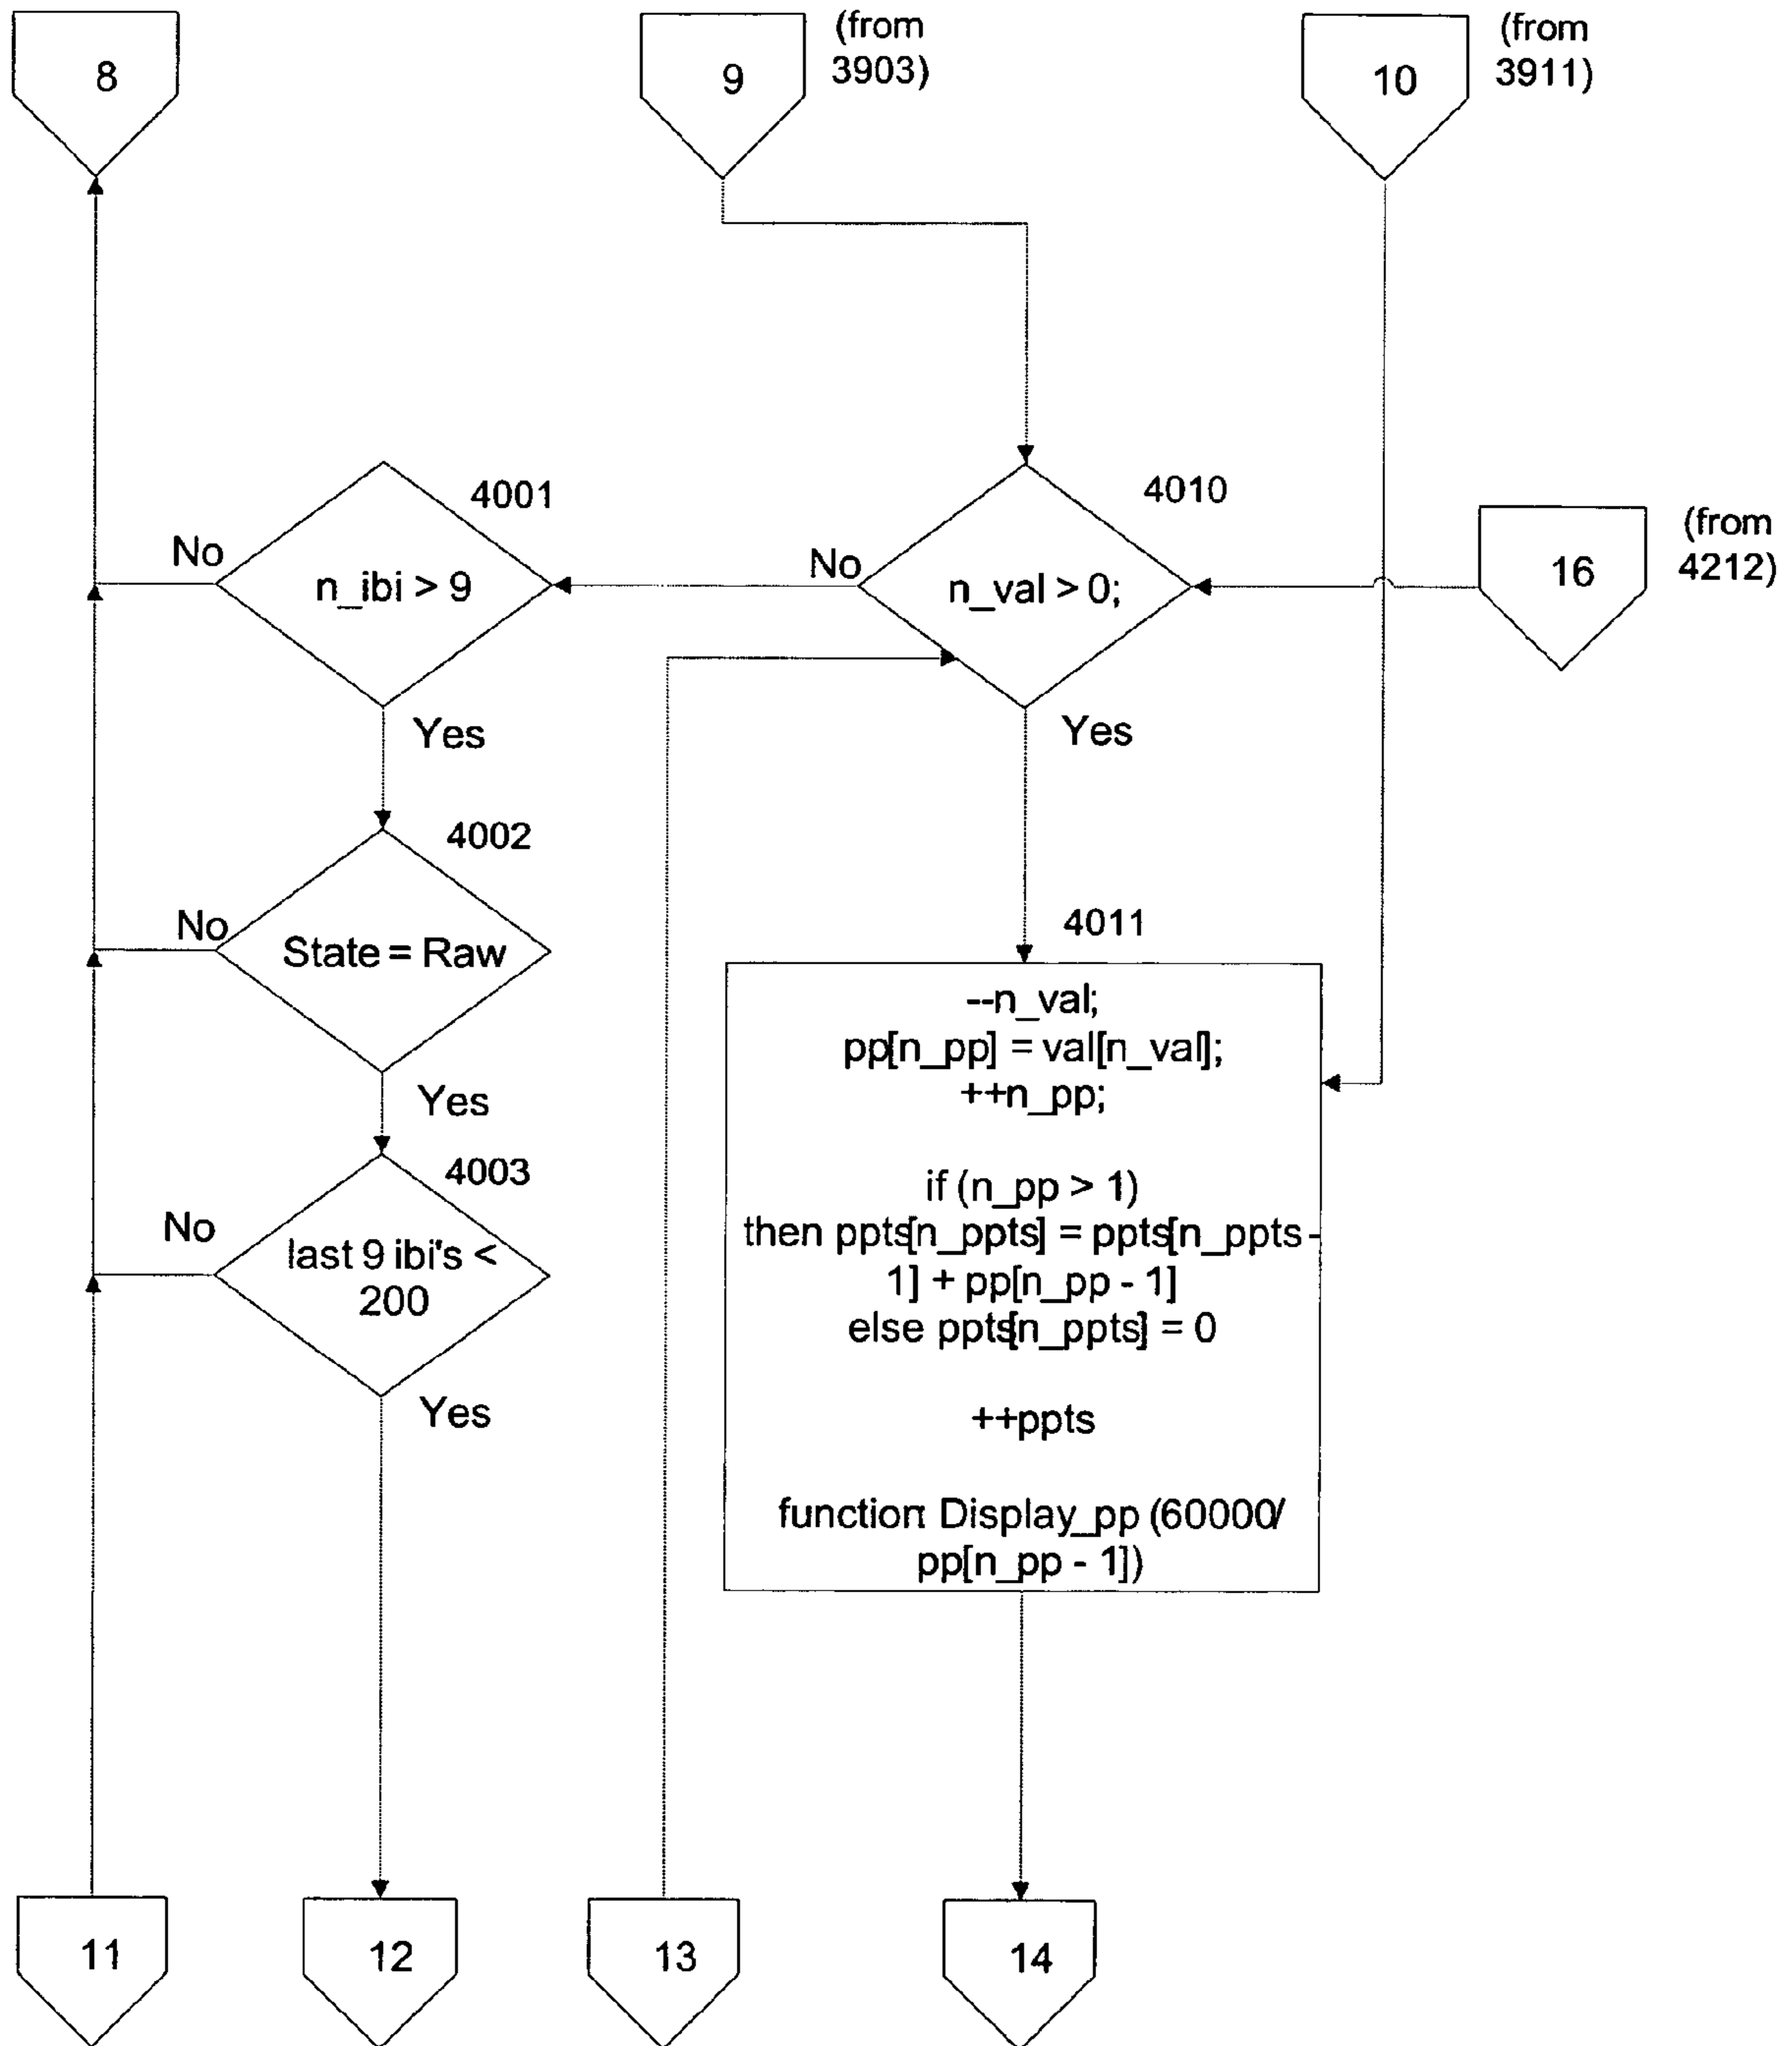 8
9
(from
3903)
10
(from
3911)
4001
No
n_ibi > 9
Yes
4010
No
n_val > 0;
Yes
16
(from
4212)
4002
No
State = Raw
Yes
4003
No
last 9 ibi's <
200
Yes
4011
--n_val;
pp[n_pp] = val[n_val];
++n_pp;
if (n_pp > 1)
then ppts[n_ppts] = ppts[n_ppts -
1] + pp[n_pp - 1]
else ppts[n_ppts] = 0
++ppts
function: Display_pp (60000/
pp[n_pp - 1])
11
12
13
14